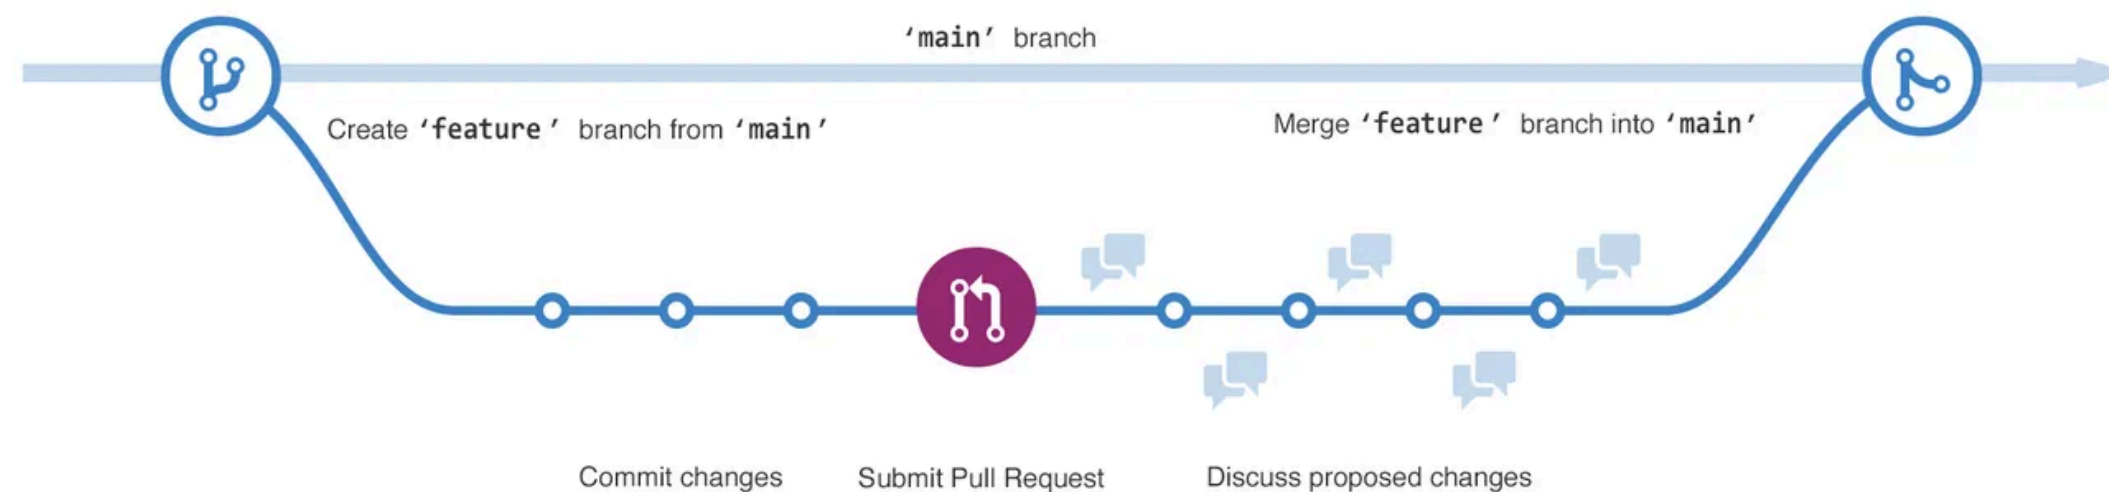 ‘main’ branch
Create ‘feature’ branch from ‘main’
Merge ‘feature’ branch into ‘main’
Commit changes
Submit Pull Request
Discuss proposed changes